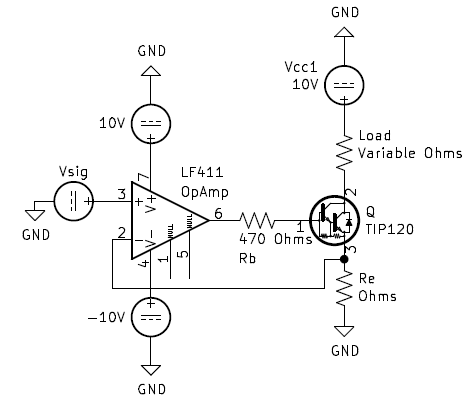 GND
GND
Vcc1
10V
10V
Load
Variable Ohms
Vsig
LF411
OpAmp
7
3
+
V+
2
Q
TIP120
6
1
470 Ohms
Rb
GND
2
−
V−
4
1
5
3
Re
Ohms
−10V
GND
GND